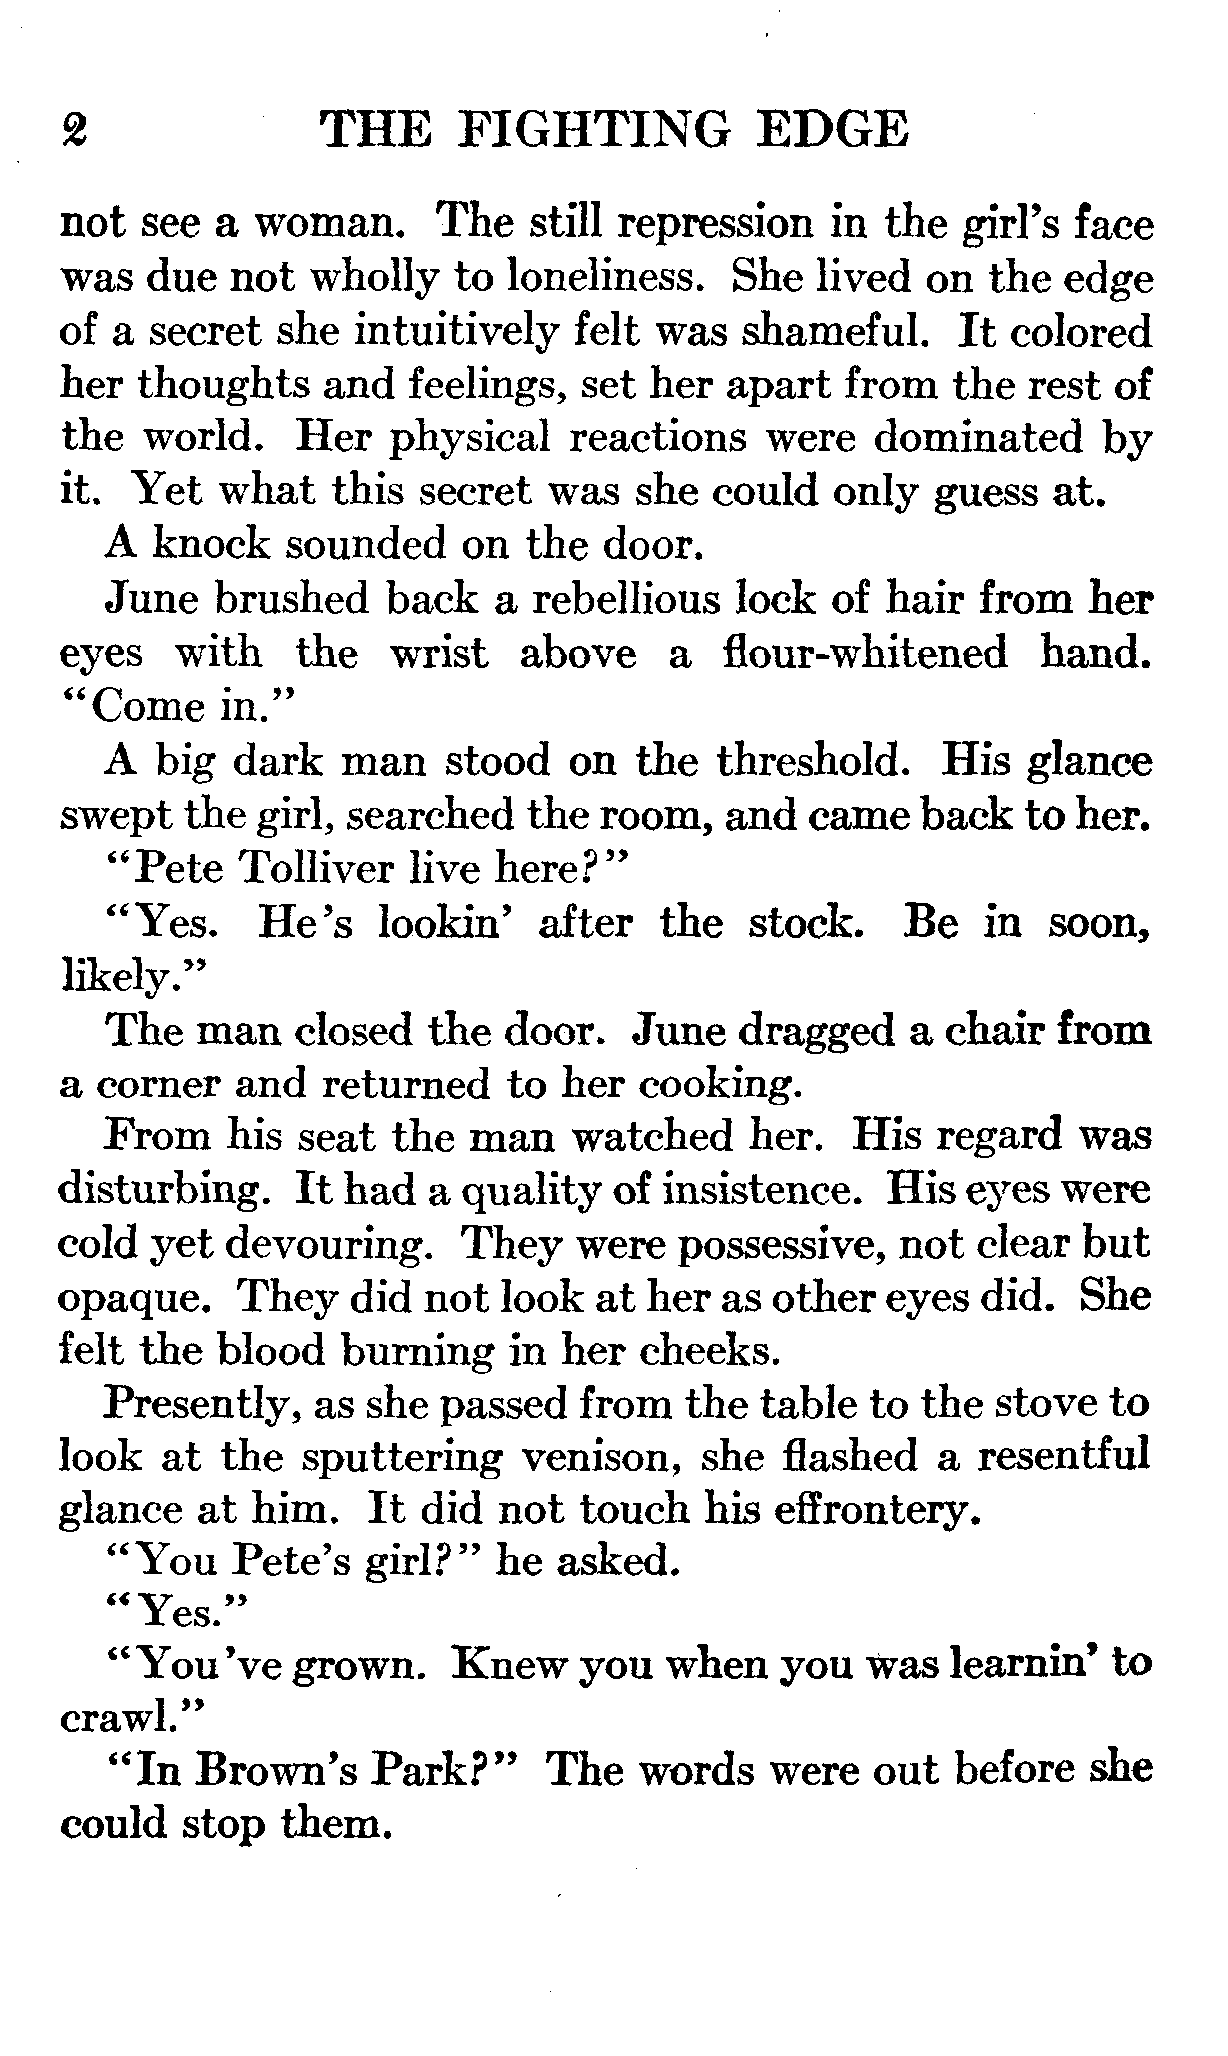 2 THE FIGHTING EDGE
not see a woman. The still repression in the girl's face
was due not wholly to loneliness. She lived on the edge
of a secret she intuitively felt was shameful. It colored
her thoughts and feelings, set her apart from the rest of
the world. Her physical reactions were dominated by
it. Yet what this secret was she could only guess at.
A knock sounded on the door.
June brushed back a rebellious lock of hair from her
eyes with the wrist above a flour-whitened hand.
"Come in."
A big dark man stood on the threshold. His glance
swept the girl, searched the room, and came back to her.
"Pete Tolliver live here?"
"Yes. He's lookin' after the stock. Be in soon,
likely."
The man closed the door. June dragged a chair from
a corner and returned to her cooking.
From his seat the man watched her. His regard was
disturbing. It had a quality of insistence. His eyes were
cold yet devouring. They were possessive, not clear but
opaque. They did not look at her as other eyes did. She
felt the blood burning in her cheeks.
Presently, as she passed from the table to the stove to
look at the sputtering venison, she flashed a resentful
glance at him. It did not touch his effrontery.
"You Pete's girl?" he asked.
"Yes."
"You've grown. Knew you when you was learnin' to
crawl."
"In Brown's Park?" The words were out before she
could stop them.